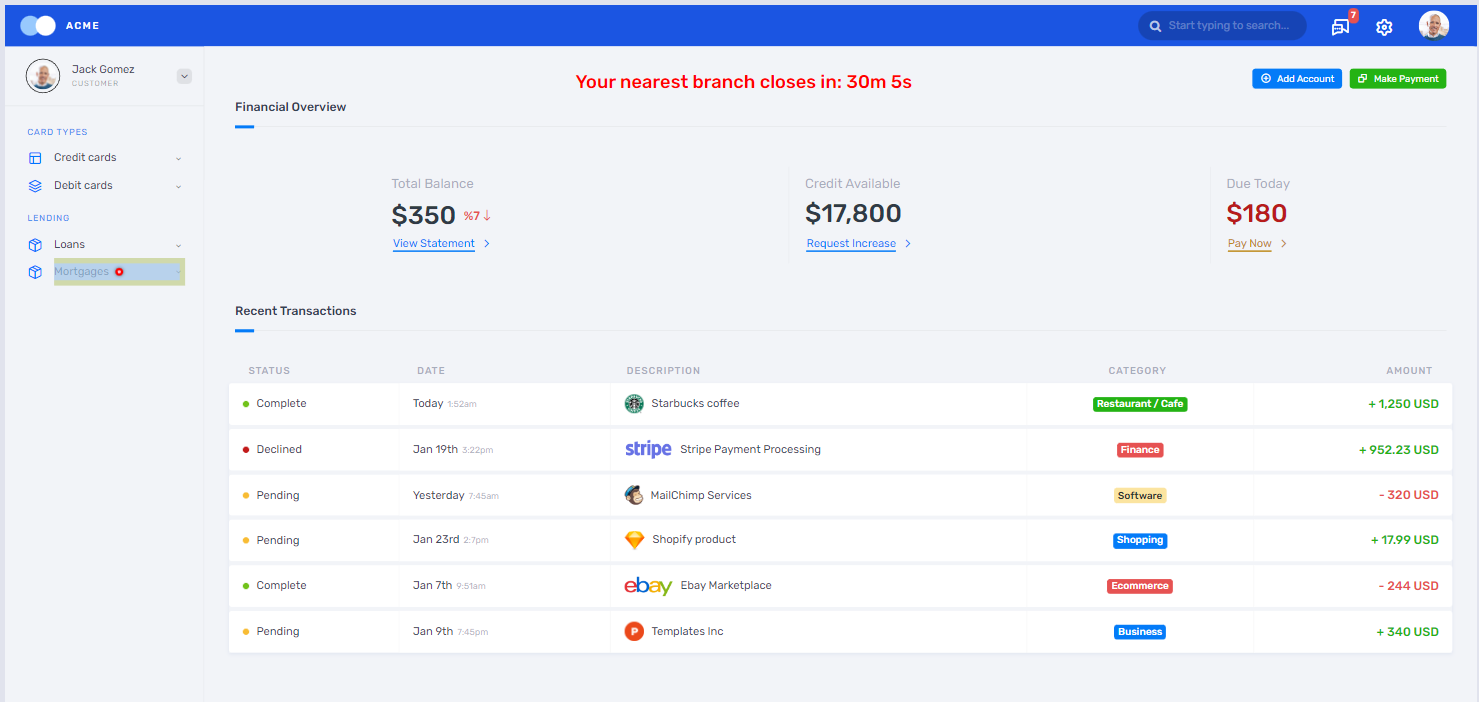 ACME
Start typing to search...
7
Jack Gomez
CUSTOMER
Your nearest branch closes in: 30m 5s
Add Account
Make Payment
Financial Overview
CARD TYPES
Credit cards
Debit cards
LENDING
Loans
Mortgages
Total Balance
$350 %7↓
View Statement
Credit Available
$17,800
Request Increase
Due Today
$180
Pay Now
Recent Transactions
STATUS DATE DESCRIPTION CATEGORY AMOUNT
Complete Today 1:52am Starbucks coffee Restaurant / Cafe + 1,250 USD
Declined Jan 19th 3:22pm stripe Stripe Payment Processing Finance + 952.23 USD
Pending Yesterday 7:45am MailChimp Services Software - 320 USD
Pending Jan 23rd 2:7pm Shopify product Shopping + 17.99 USD
Complete Jan 7th 9:51am ebay Ebay Marketplace Ecommerce - 244 USD
Pending Jan 9th 7:45pm P Templates Inc Business + 340 USD